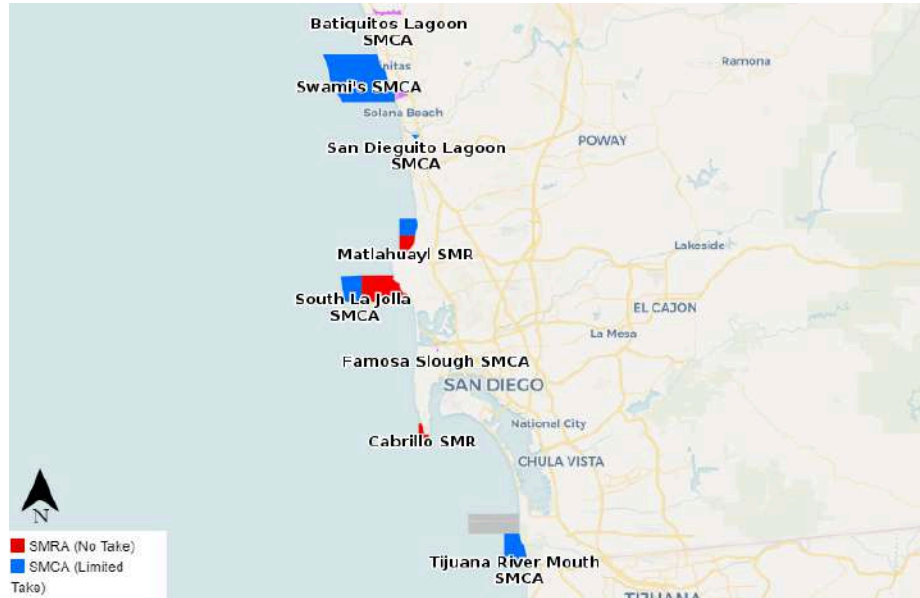 Batiquitos Lagoon
SMCA
Ramona
initas
Swami's SMCA
Solana Beach
San Dieguito Lagoon
SMCA
POWAY
Matlahuayl SMR
Lakeside
South La Jolla
SMCA
EL CAJON
La Mesa
Famosa Slough SMCA
SAN DIEGO
National City
Cabrillo SMR
CHULA VISTA
N
SMRA (No Take)
SMCA (Limited
Take)
Tijuana River Mouth
SMCA
TIJUANA